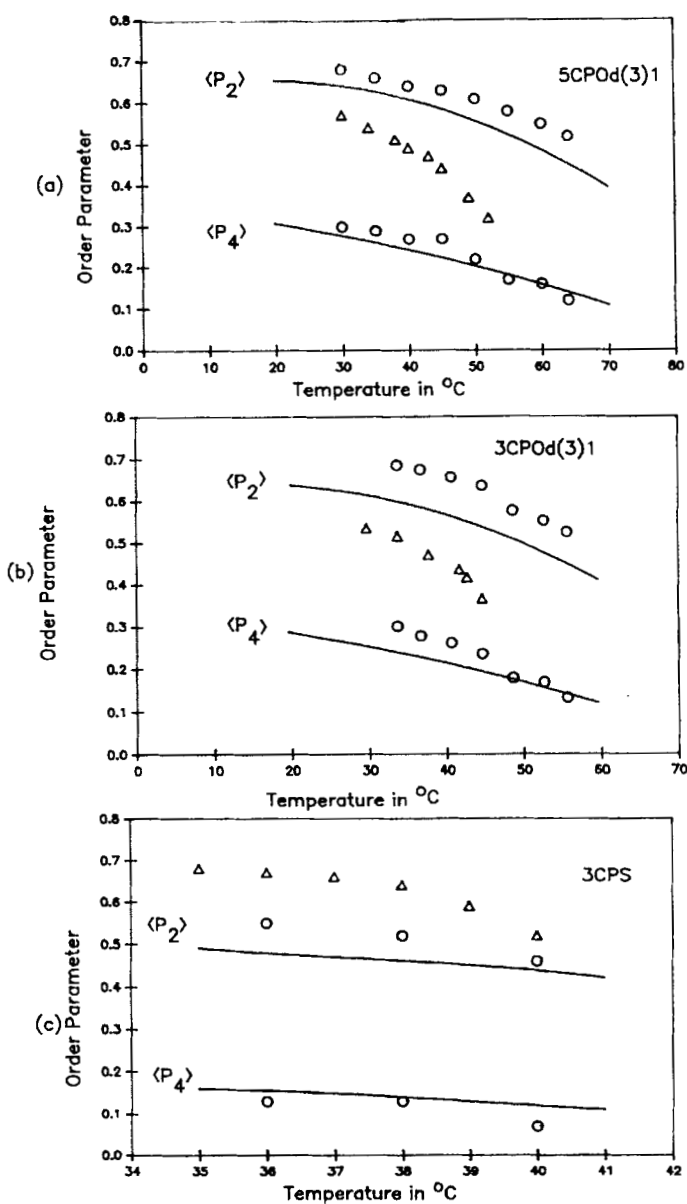 0.8
0.7
0.6
0.5
0.4
0.3
0.2
0.1
0.0
Order Parameter
(a)
⟨P2⟩
⟨P4⟩
5CPOd(3)1
0 10 20 30 40 50 60 70 80
Temperature in °C
0.8
0.7
0.6
0.5
0.4
0.3
0.2
0.1
0.0
Order Parameter
(b)
⟨P2⟩
⟨P4⟩
3CPOd(3)1
0 10 20 30 40 50 60 70
Temperature in °C
0.8
0.7
0.6
0.5
0.4
0.3
0.2
0.1
0.0
Order Parameter
(c)
⟨P2⟩
⟨P4⟩
3CPS
34 35 36 37 38 39 40 41 42
Temperature in °C